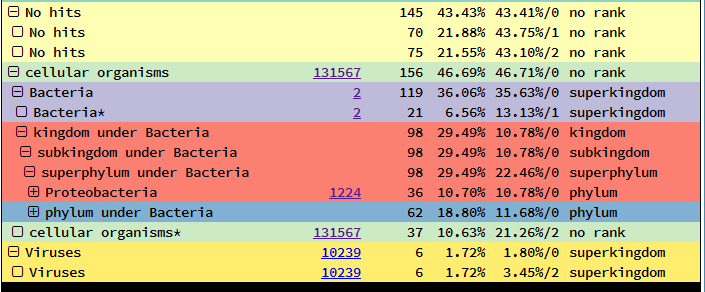 No hits 145 43.43% 43.41%/0 no rank
No hits 70 21.88% 43.75%/1 no rank
No hits 75 21.55% 43.10%/2 no rank
cellular organisms 131567 156 46.69% 46.71%/0 no rank
Bacteria 2 119 36.06% 35.63%/0 superkingdom
Bacteria* 2 21 6.56% 13.13%/1 superkingdom
kingdom under Bacteria 98 29.49% 10.78%/0 kingdom
subkingdom under Bacteria 98 29.49% 10.78%/0 subkingdom
superphylum under Bacteria 98 29.49% 22.46%/0 superphylum
Proteobacteria 1224 36 10.70% 10.78%/0 phylum
phylum under Bacteria 62 18.80% 11.68%/0 phylum
cellular organisms* 131567 37 10.63% 21.26%/2 no rank
Viruses 10239 6 1.72% 1.80%/0 superkingdom
Viruses 10239 6 1.72% 3.45%/2 superkingdom